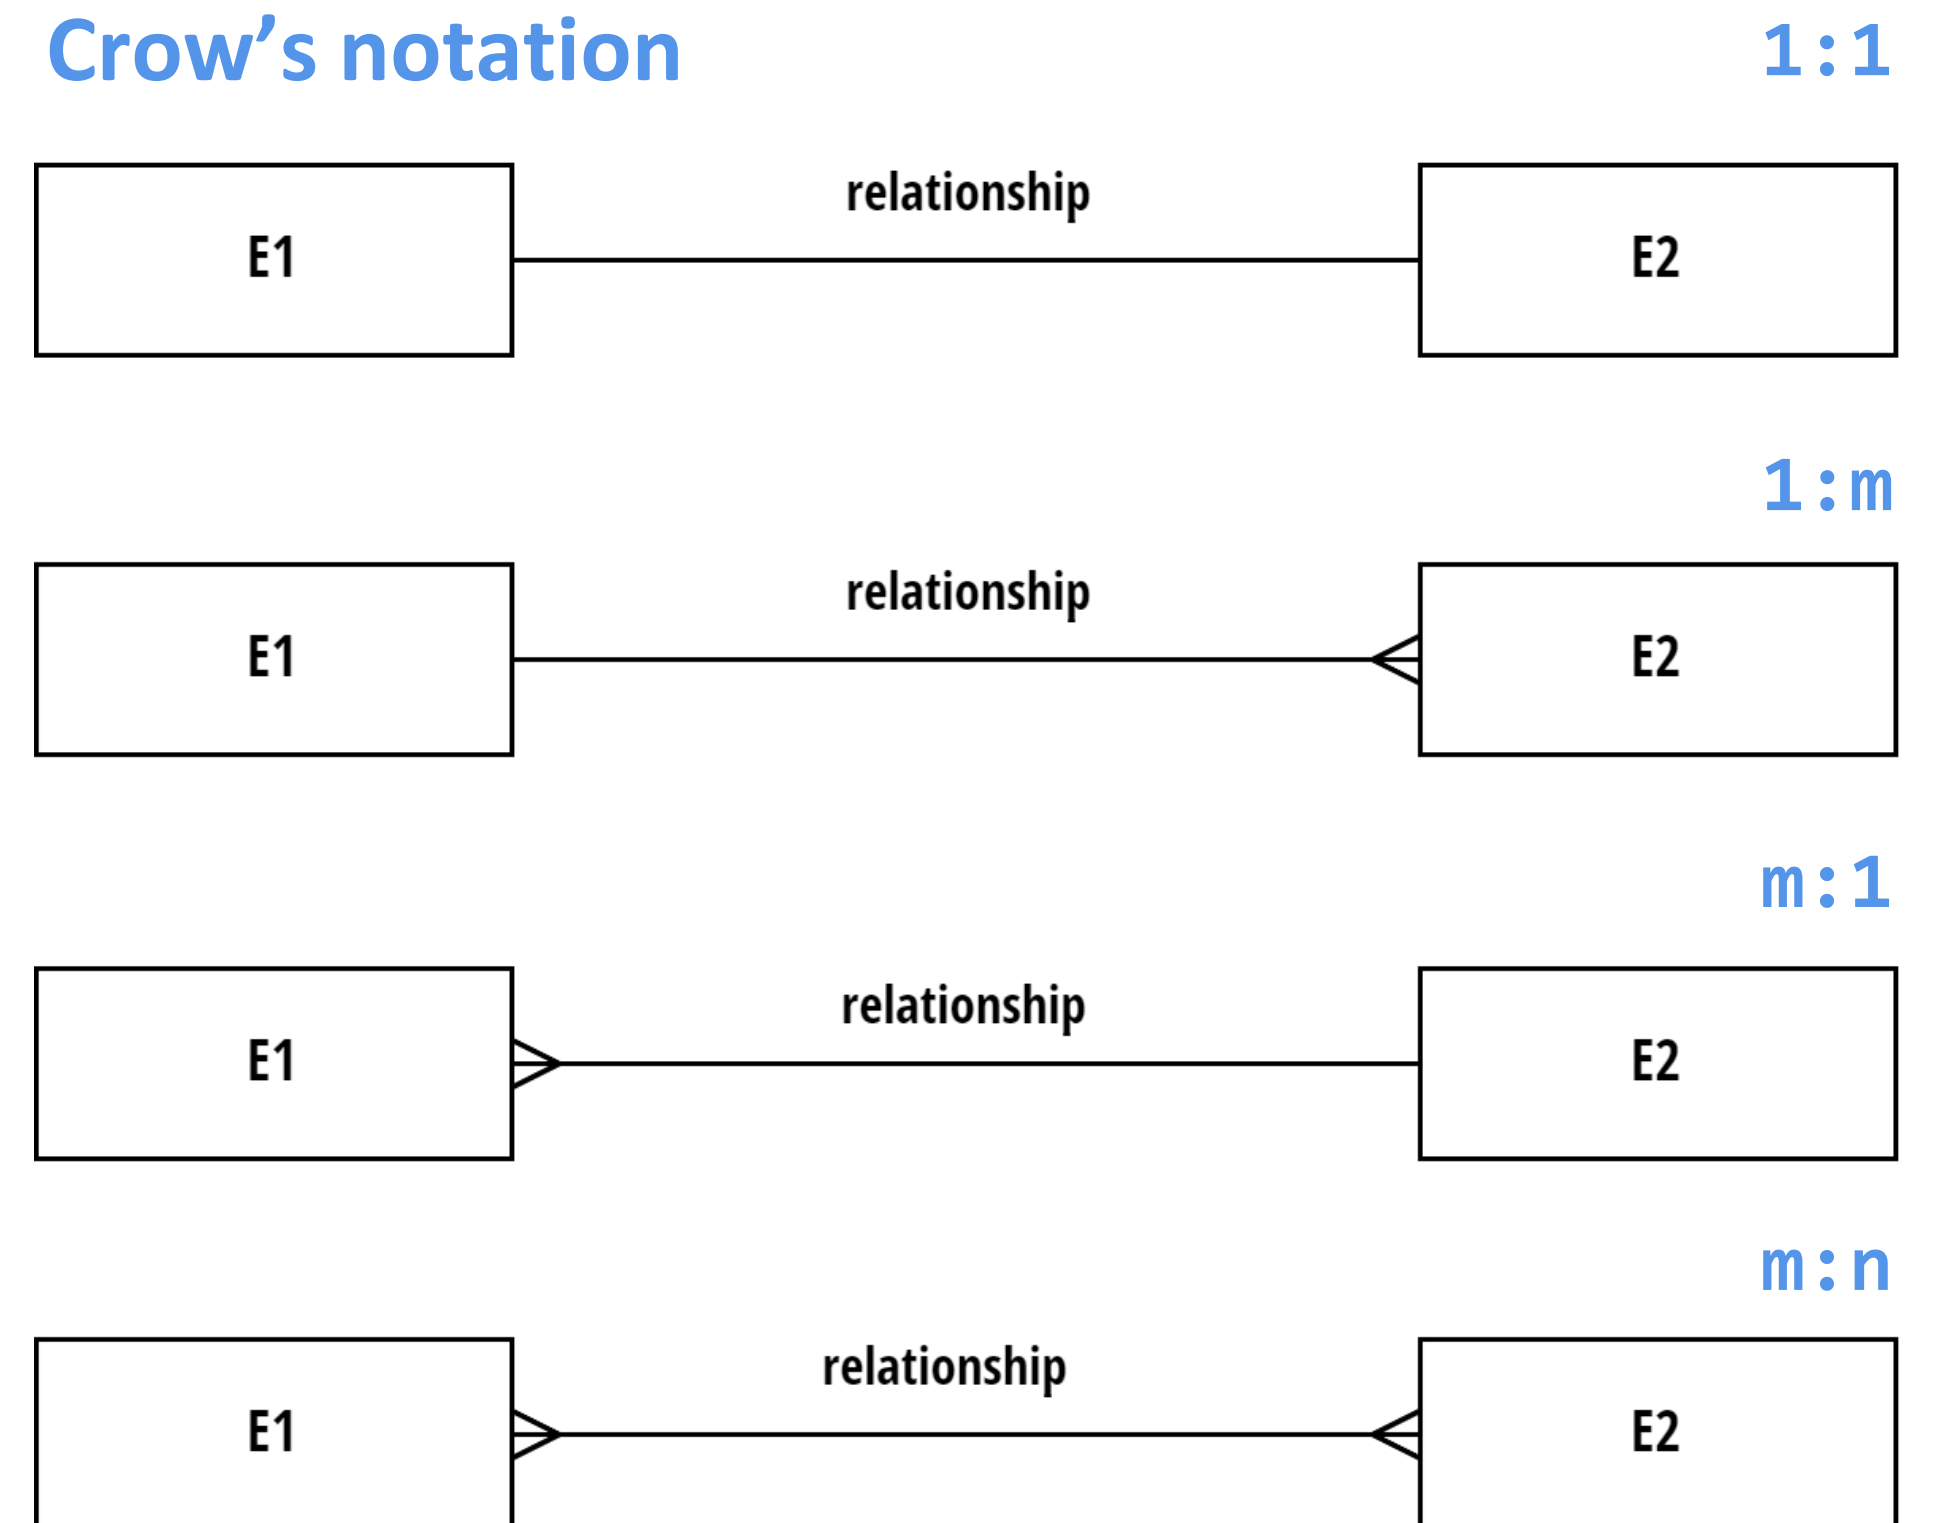 Crow’s notation
1:1
relationship
E1
E2
1:m
relationship
E1
E2
m:1
relationship
E1
E2
m:n
relationship
E1
E2